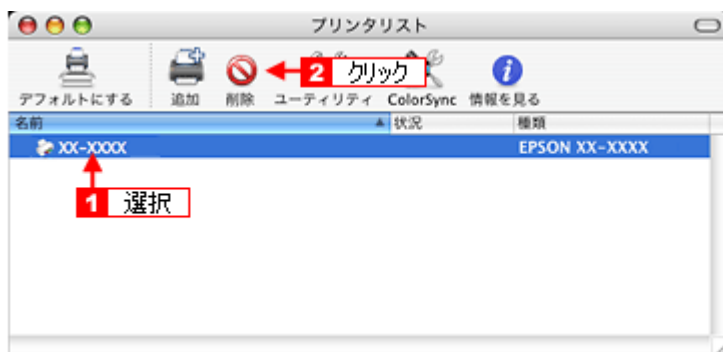 プリンタリスト
2 クリック
デフォルトにする 追加 削除 ユーティリティ ColorSync 情報を見る
名前 状況 種類
XX-XXXX EPSON XX-XXXX
1 選択